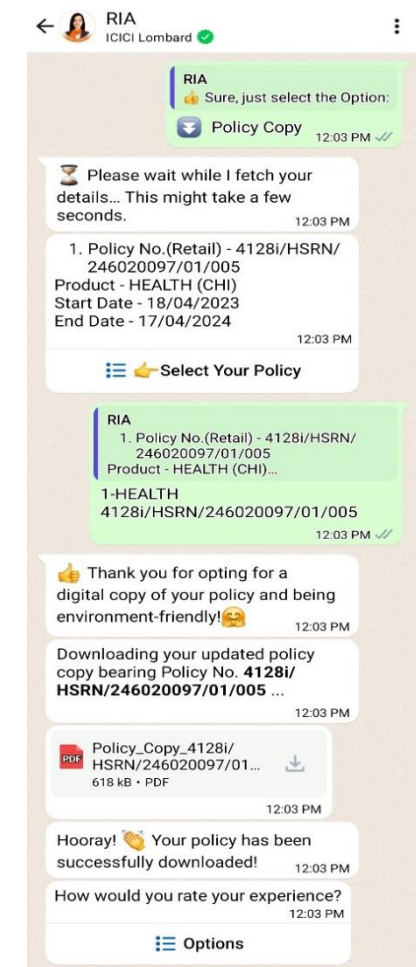 RIA
ICICI Lombard
RIA
👍 Sure, just select the Option:
Policy Copy
12:03 PM
⏳ Please wait while I fetch your
details... This might take a few
seconds.
12:03 PM
1. Policy No.(Retail) - 4128i/HSRN/
246020097/01/005
Product - HEALTH (CHI)
Start Date - 18/04/2023
End Date - 17/04/2024
12:03 PM
👉Select Your Policy
RIA
1. Policy No.(Retail) - 4128i/HSRN/
246020097/01/005
Product - HEALTH (CHI)...
1-HEALTH
4128i/HSRN/246020097/01/005
12:03 PM
👍 Thank you for opting for a
digital copy of your policy and being
environment-friendly!🤗
12:03 PM
Downloading your updated policy
copy bearing Policy No. 4128i/
HSRN/246020097/01/005 ...
12:03 PM
PDF
Policy_Copy_4128i/
HSRN/246020097/01...
618 kB • PDF
12:03 PM
Hooray! 👏 Your policy has been
successfully downloaded!
12:03 PM
How would you rate your experience?
12:03 PM
Options